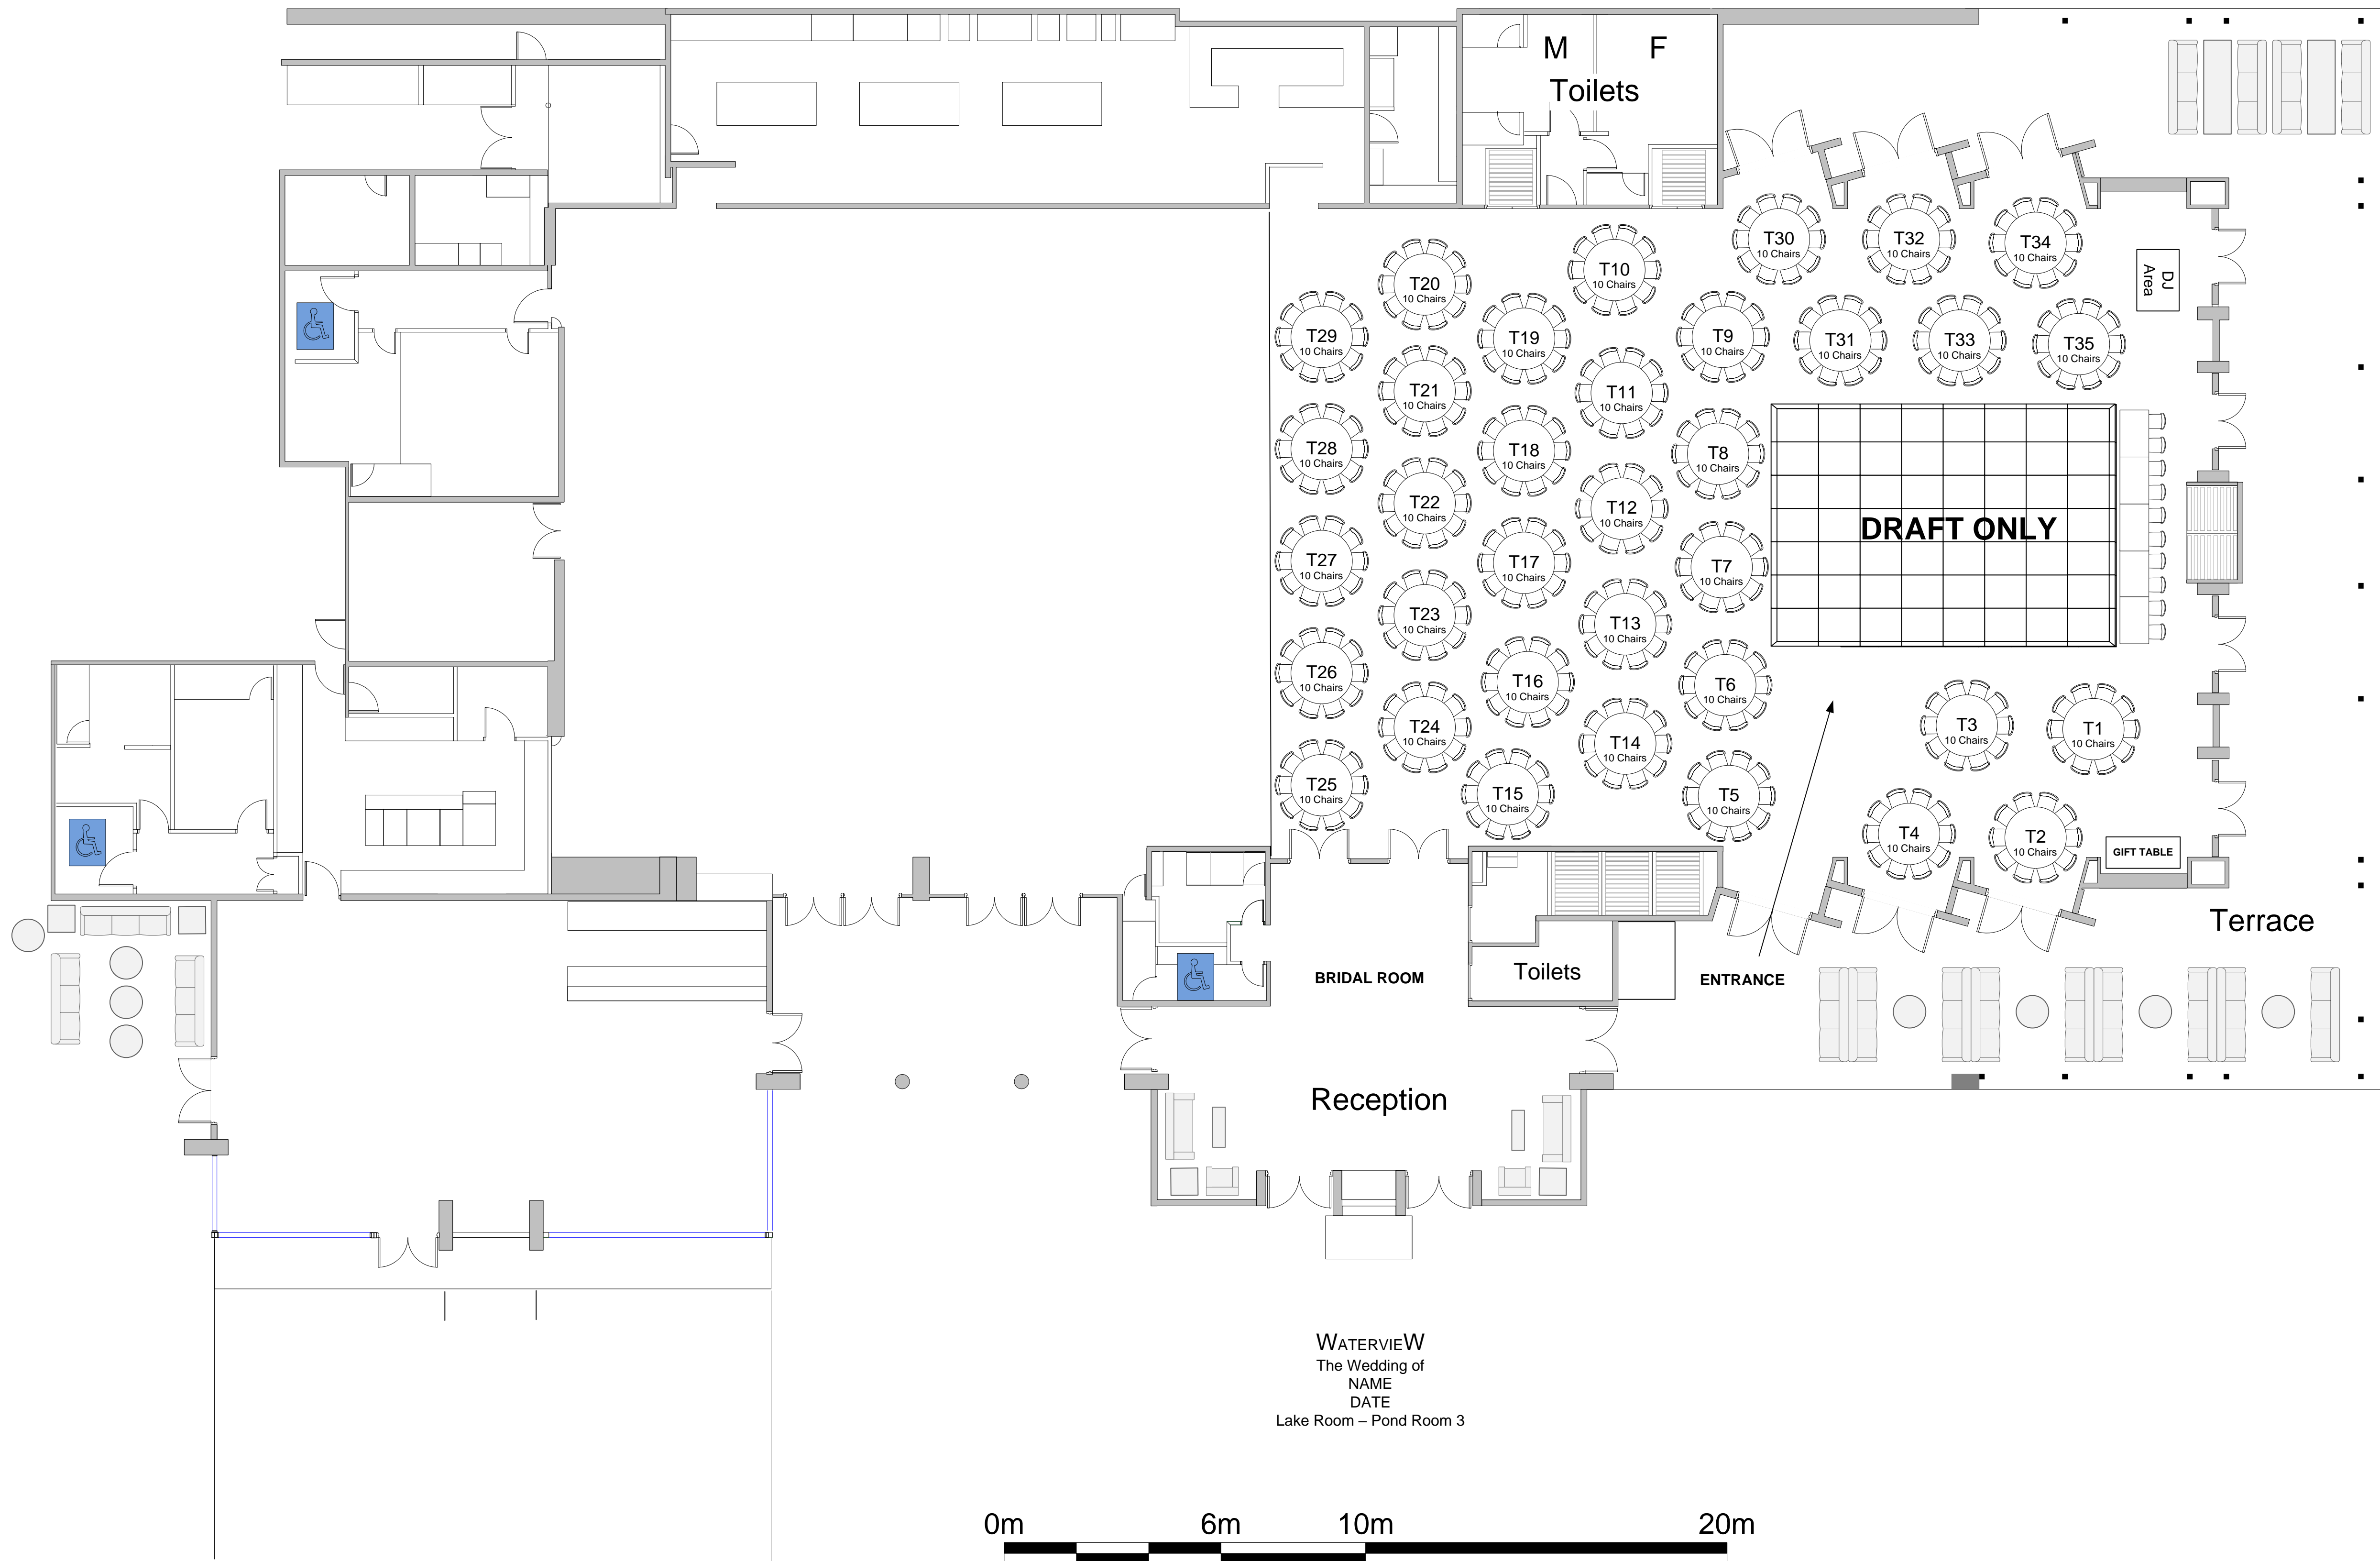 M F
Toilets
T30
10 Chairs
T32
10 Chairs
T34
10 Chairs
DJ
Area
T20
10 Chairs
T10
10 Chairs
T29
10 Chairs
T19
10 Chairs
T9
10 Chairs
T31
10 Chairs
T33
10 Chairs
T35
10 Chairs
T21
10 Chairs
T11
10 Chairs
T28
10 Chairs
T18
10 Chairs
T8
10 Chairs
T22
10 Chairs
T12
10 Chairs
DRAFT ONLY
T27
10 Chairs
T17
10 Chairs
T7
10 Chairs
T23
10 Chairs
T13
10 Chairs
T26
10 Chairs
T16
10 Chairs
T6
10 Chairs
T24
10 Chairs
T14
10 Chairs
T3
10 Chairs
T1
10 Chairs
T25
10 Chairs
T15
10 Chairs
T5
10 Chairs
T4
10 Chairs
T2
10 Chairs
GIFT TABLE
Terrace
BRIDAL ROOM
Toilets
ENTRANCE
Reception
WATERVIEW
The Wedding of
NAME
DATE
Lake Room – Pond Room 3
0m 6m 10m 20m